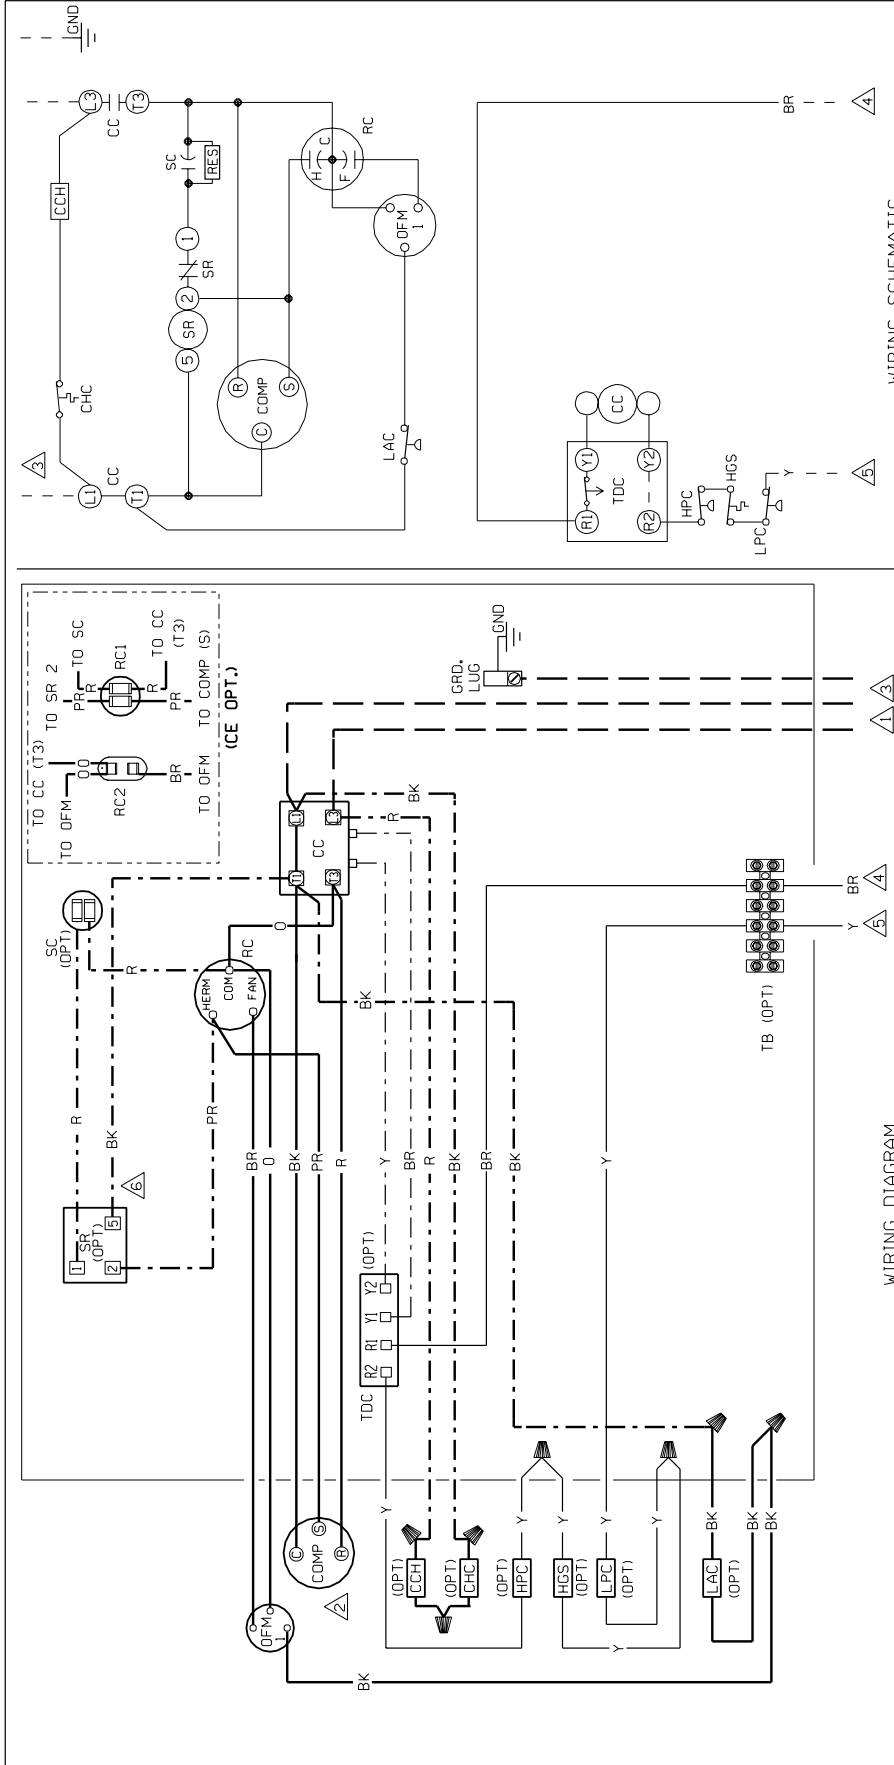 GND
L3
CC
T3
CCH
SC
RES
H
C
F
RC
1
SR
2
SR
5
OFM
1
R
COMP
S
C
CHC
3
L1
CC
T1
LAC
BR
4
CC
Y1
Y2
TDC
R1
R2
HPC
HGS
LPC
Y
5
WIRING SCHEMATIC
TO SR 2
TO SC
PR
R
RC1
R
PR
TO CC
(T3)
TO COMP (S)
TO CC (T3)
TO OFM
O
O
RC2
BR
TO OFM
(CE OPT.)
GRD.
LUG
GND
1
3
L1
L3
CC
T1
T3
BK
R
SC
(OPT)
R
O
RC
HERM
COM
FAN
BK
TB (OPT)
BR
4
Y
5
R
BK
PR
6
1
SR
(OPT)
5
2
BR
O
BK
PR
R
Y
BR
R
BK
BR
BK
Y
(OPT)
Y2
Y1
R1
R2
TDC
OFM
1
COMP
C
S
R
2
BK
Y
(OPT)
CCH
(OPT)
CHC
(OPT)
HPC
Y
HGS
(OPT)
Y
LPC
(OPT)
Y
Y
Y
LAC
(OPT)
BK
BK
BK
WIRING DIAGRAM